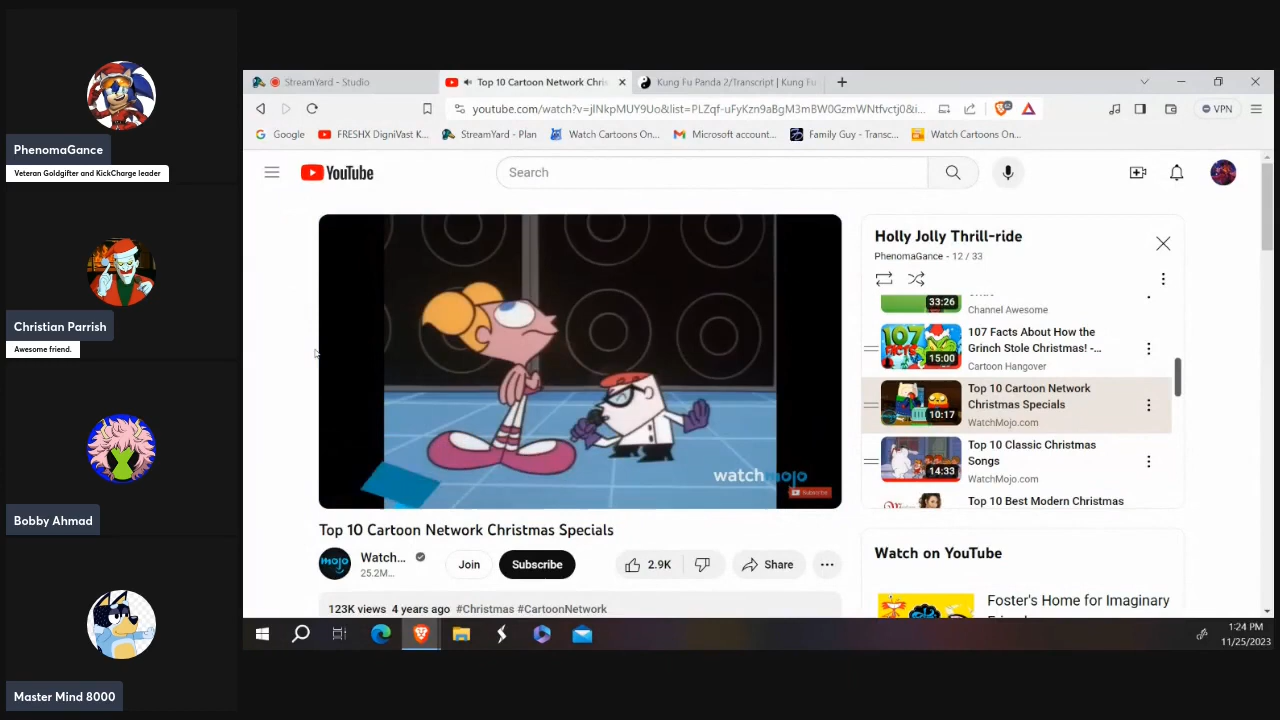 PhenomaGance
Veteran Goldgifter and KickCharge leader
Christian Parrish
Awesome friend.
Bobby Ahmad
Master Mind 8000
StreamYard - Studio
Top 10 Cartoon Network Chris
Kung Fu Panda 2/Transcript | Kung Fu
youtube.com/watch?v=jlNkpMUY9Uo&list=PLZqf-uFyKzn9aBgM3mBW0GzmWNtfvctj0&i...
VPN
Google
FRESHX DigniVast K...
StreamYard - Plan
Watch Cartoons On...
Microsoft account...
Family Guy - Transc...
Watch Cartoons On...
YouTube
Search
watchmojo
Subscribe
Top 10 Cartoon Network Christmas Specials
mojo
Watch...
25.2M...
Join
Subscribe
2.9K
Share
123K views 4 years ago #Christmas #CartoonNetwork
Holly Jolly Thrill-ride
PhenomaGance - 12 / 33
33:26
Channel Awesome
107 FACTS
15:00
107 Facts About How the
Grinch Stole Christmas! -...
Cartoon Hangover
10:17
Top 10 Cartoon Network
Christmas Specials
WatchMojo.com
14:33
Top 10 Classic Christmas
Songs
WatchMojo.com
Top 10 Best Modern Christmas
Watch on YouTube
Foster's Home for Imaginary
1:24 PM
11/25/2023